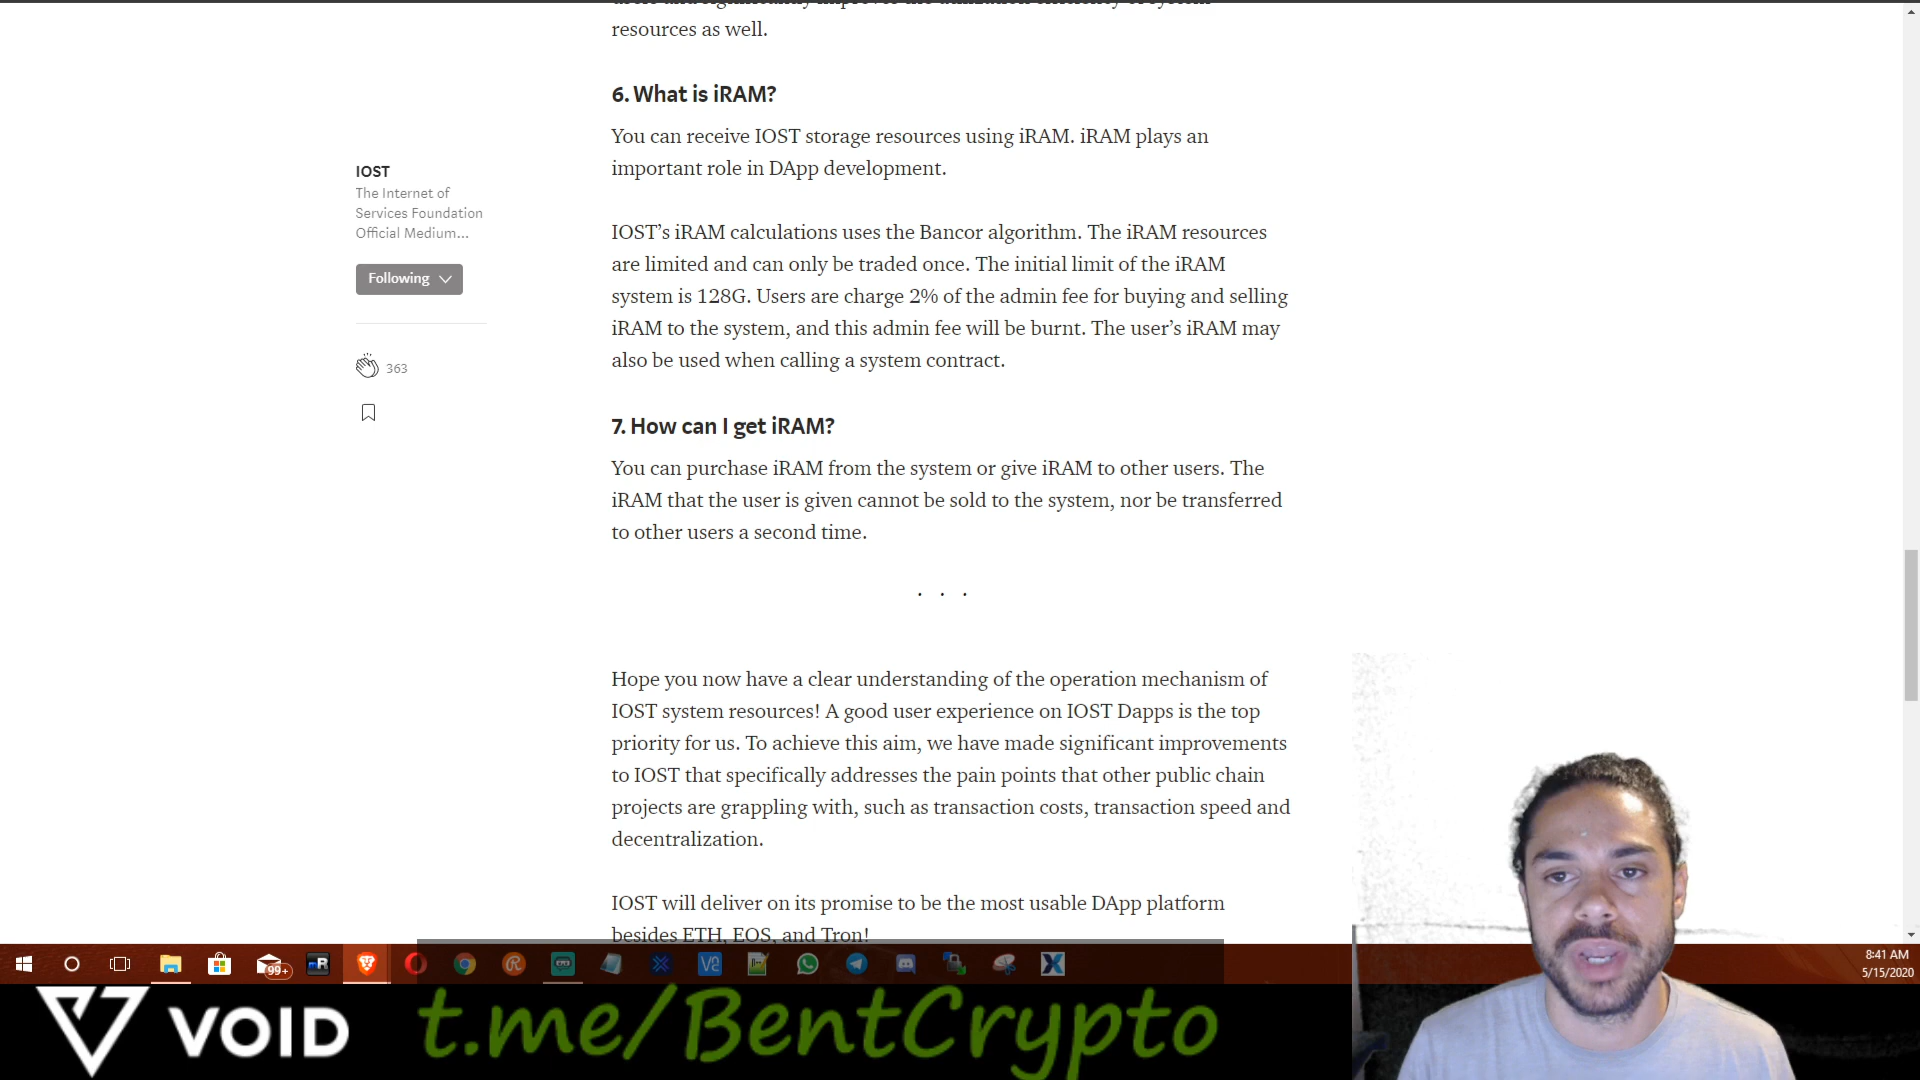 resources as well.
6. What is iRAM?
You can receive IOST storage resources using iRAM. iRAM plays an
important role in DApp development.
IOST
The Internet of
Services Foundation
Official Medium...
Following
363
IOST’s iRAM calculations uses the Bancor algorithm. The iRAM resources
are limited and can only be traded once. The initial limit of the iRAM
system is 128G. Users are charge 2% of the admin fee for buying and selling
iRAM to the system, and this admin fee will be burnt. The user’s iRAM may
also be used when calling a system contract.
7. How can I get iRAM?
You can purchase iRAM from the system or give iRAM to other users. The
iRAM that the user is given cannot be sold to the system, nor be transferred
to other users a second time.
. . .
Hope you now have a clear understanding of the operation mechanism of
IOST system resources! A good user experience on IOST Dapps is the top
priority for us. To achieve this aim, we have made significant improvements
to IOST that specifically addresses the pain points that other public chain
projects are grappling with, such as transaction costs, transaction speed and
decentralization.
IOST will deliver on its promise to be the most usable DApp platform
besides ETH, EOS, and Tron!
99+
R
V2
8:41 AM
5/15/2020
VOID
t.me/BentCrypto